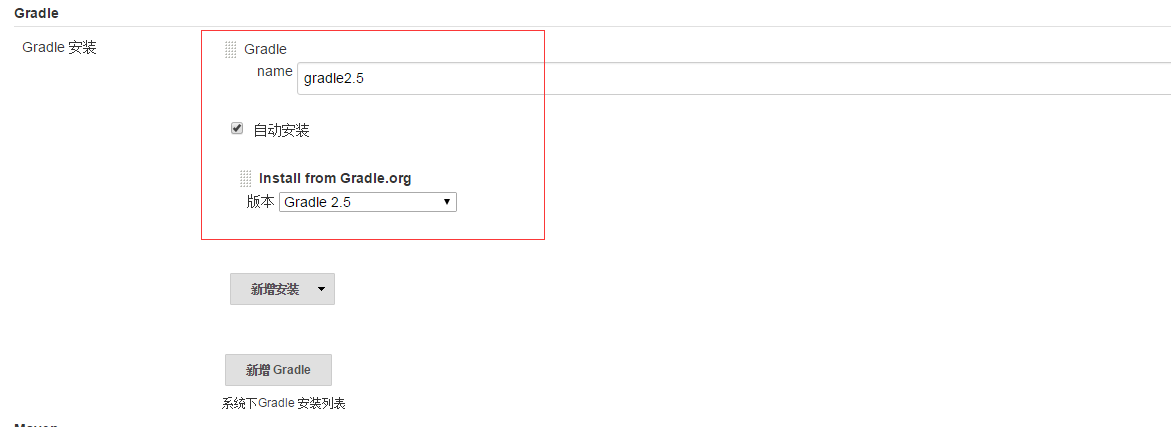 Gradle
Gradle 安装
Gradle
name
gradle2.5
自动安装
Install from Gradle.org
版本 Gradle 2.5
新增安装
新增 Gradle
系统下Gradle 安装列表
Maven